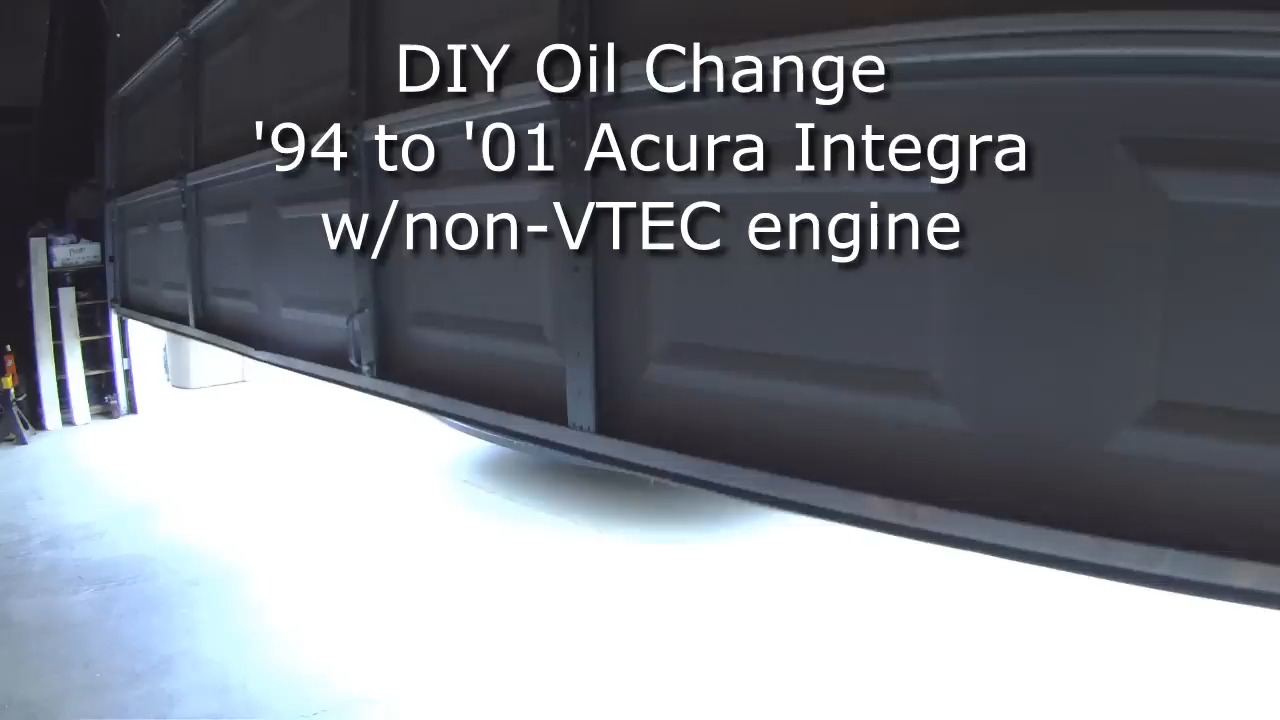 DIY Oil Change
'94 to '01 Acura Integra
w/non-VTEC engine